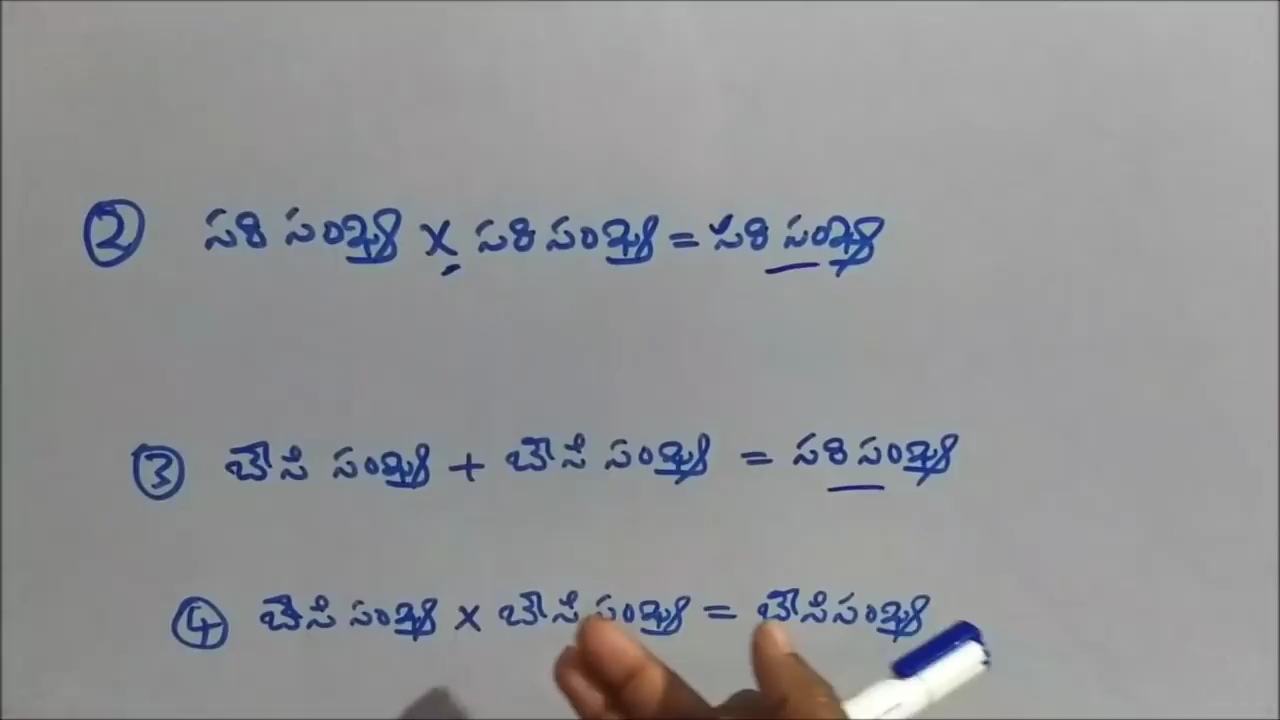 ② సరి సంఖ్య × సరి సంఖ్య = సరి సంఖ్య
③ బేసి సంఖ్య + బేసి సంఖ్య = సరి సంఖ్య
④ బేసి సంఖ్య × బేసి సంఖ్య = బేసి సంఖ్య